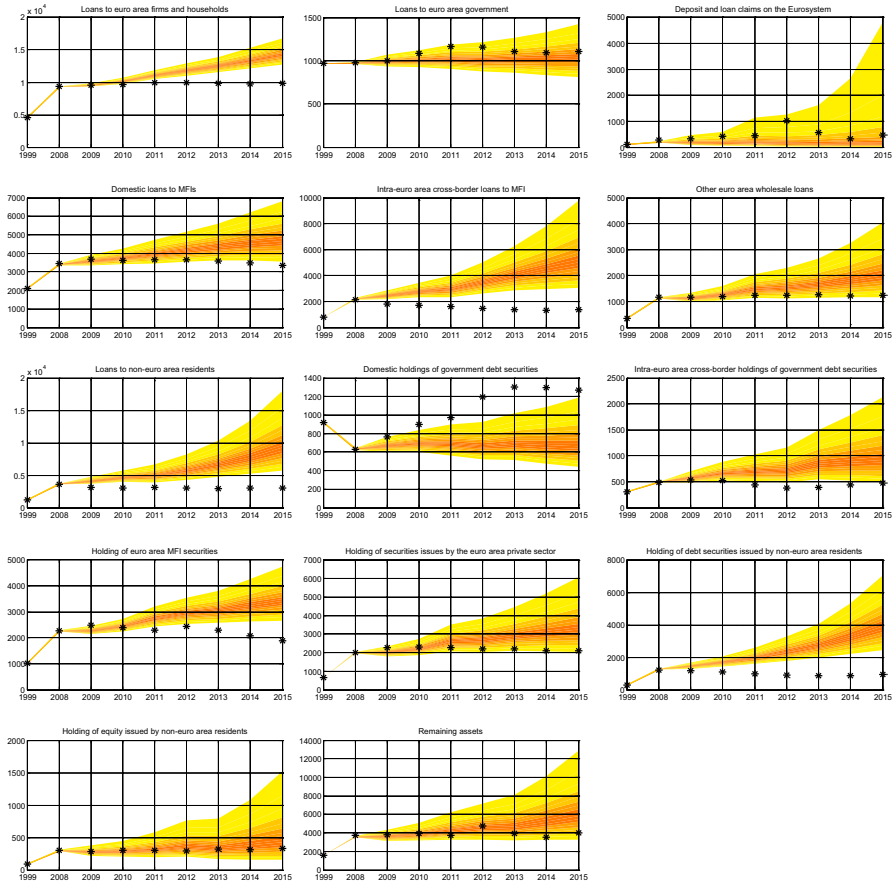 Loans to euro area firms and households
x 10^4
2
1.5
1
0.5
0
1999 2008 2009 2010 2011 2012 2013 2014 2015
Loans to euro area government
1500
1000
500
0
1999 2008 2009 2010 2011 2012 2013 2014 2015
Deposit and loan claims on the Eurosystem
5000
4000
3000
2000
1000
0
1999 2008 2009 2010 2011 2012 2013 2014 2015
Domestic loans to MFIs
7000
6000
5000
4000
3000
2000
1000
0
1999 2008 2009 2010 2011 2012 2013 2014 2015
Intra-euro area cross-border loans to MFI
10000
8000
6000
4000
2000
0
1999 2008 2009 2010 2011 2012 2013 2014 2015
Other euro area wholesale loans
5000
4000
3000
2000
1000
0
1999 2008 2009 2010 2011 2012 2013 2014 2015
Loans to non-euro area residents
x 10^4
2
1.5
1
0.5
0
1999 2008 2009 2010 2011 2012 2013 2014 2015
Domestic holdings of government debt securities
1400
1200
1000
800
600
400
200
0
1999 2008 2009 2010 2011 2012 2013 2014 2015
Intra-euro area cross-border holdings of government debt securities
2500
2000
1500
1000
500
0
1999 2008 2009 2010 2011 2012 2013 2014 2015
Holding of euro area MFI securities
5000
4000
3000
2000
1000
0
1999 2008 2009 2010 2011 2012 2013 2014 2015
Holding of securities issues by the euro area private sector
7000
6000
5000
4000
3000
2000
1000
0
1999 2008 2009 2010 2011 2012 2013 2014 2015
Holding of debt securities issued by non-euro area residents
8000
6000
4000
2000
0
1999 2008 2009 2010 2011 2012 2013 2014 2015
Holding of equity issued by non-euro area residents
2000
1500
1000
500
0
1999 2008 2009 2010 2011 2012 2013 2014 2015
Remaining assets
14000
12000
10000
8000
6000
4000
2000
0
1999 2008 2009 2010 2011 2012 2013 2014 2015